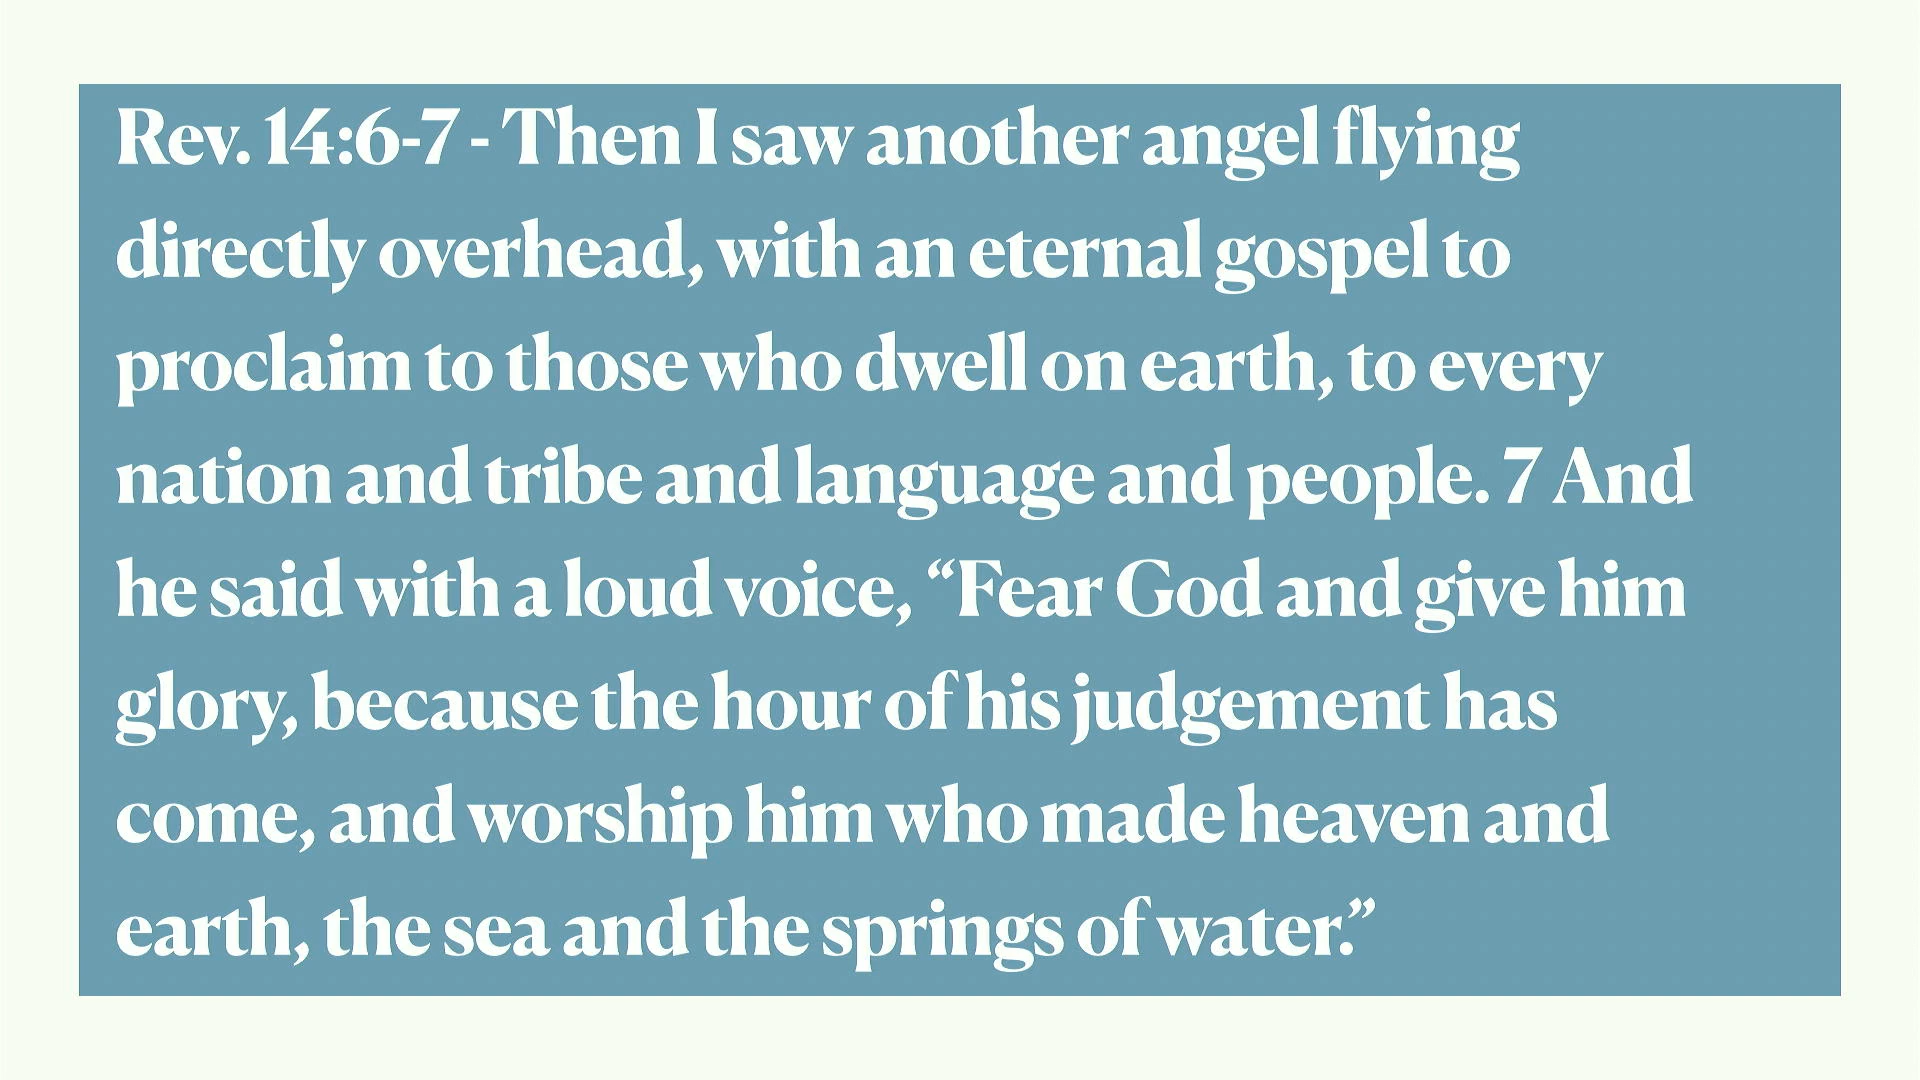 Rev. 14:6-7 - Then I saw another angel flying
directly overhead, with an eternal gospel to
proclaim to those who dwell on earth, to every
nation and tribe and language and people. 7 And
he said with a loud voice, “Fear God and give him
glory, because the hour of his judgement has
come, and worship him who made heaven and
earth, the sea and the springs of water.”